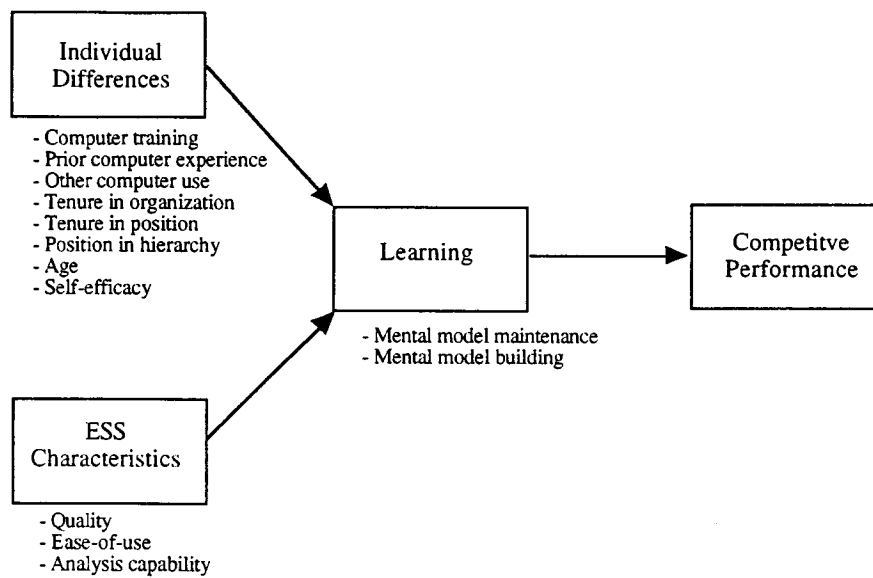 Individual
Differences
- Computer training
- Prior computer experience
- Other computer use
- Tenure in organization
- Tenure in position
- Position in hierarchy
- Age
- Self-efficacy
Learning
- Mental model maintenance
- Mental model building
Competitve
Performance
ESS
Characteristics
- Quality
- Ease-of-use
- Analysis capability